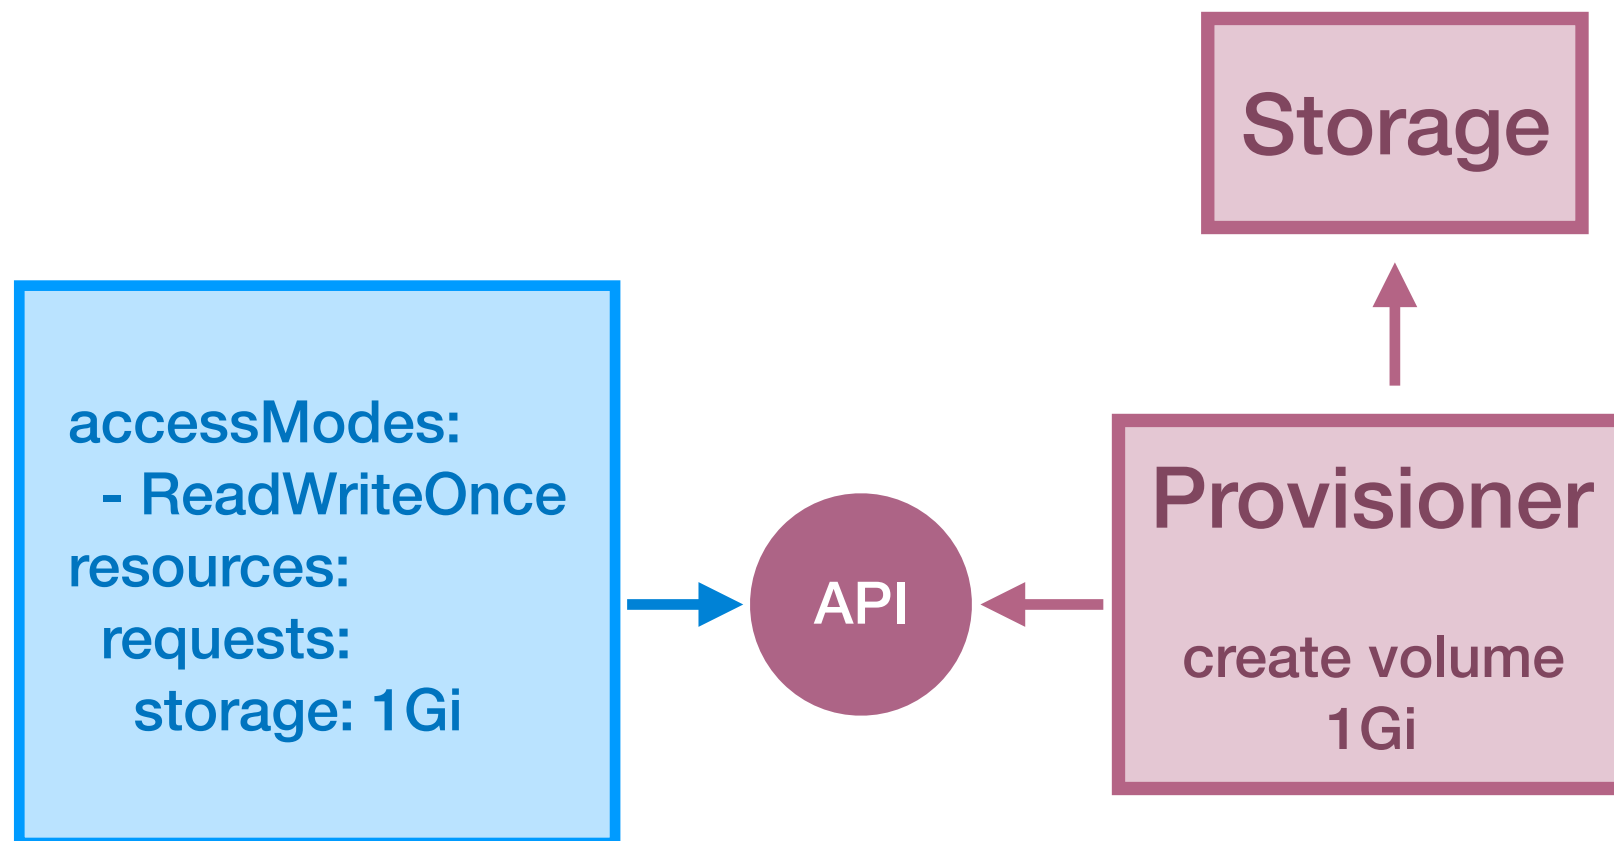 Storage
accessModes:
  - ReadWriteOnce
resources:
  requests:
    storage: 1Gi
API
Provisioner
create volume
1Gi